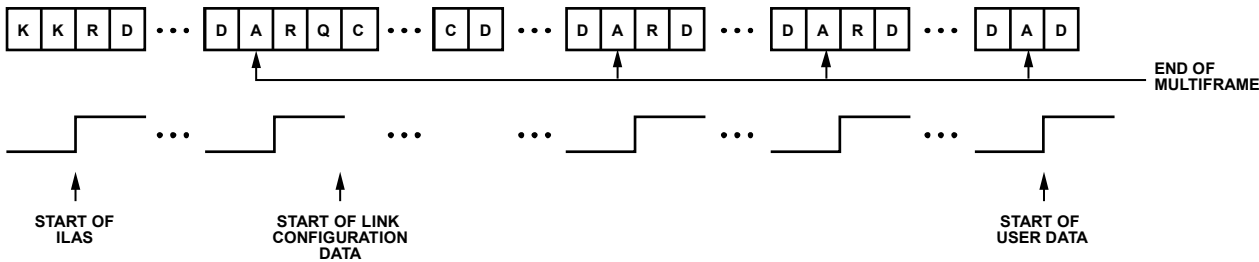 K K R D ••• D A R Q C ••• C D ••• D A R D ••• D A R D ••• D A D
END OF
MULTIFRAME
••• ••• ••• ••• •••
START OF
ILAS
START OF LINK
CONFIGURATION
DATA
START OF
USER DATA